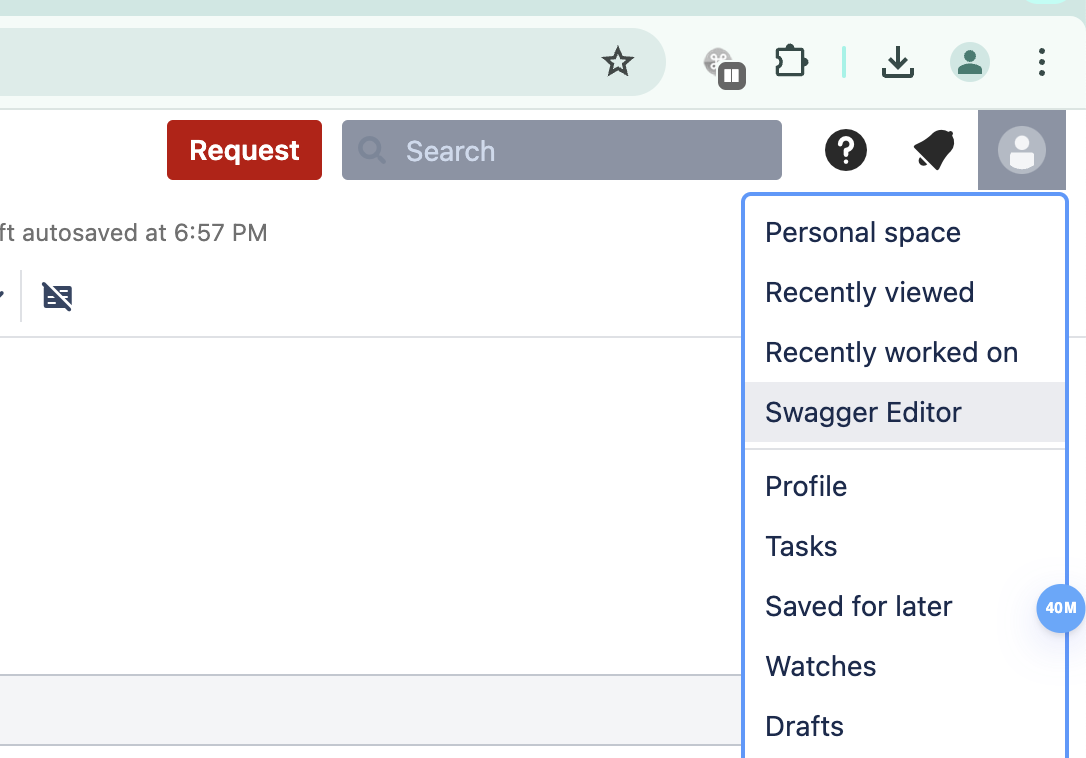 Request
Search
ft autosaved at 6:57 PM
Personal space
Recently viewed
Recently worked on
Swagger Editor
Profile
Tasks
Saved for later
40M
Watches
Drafts